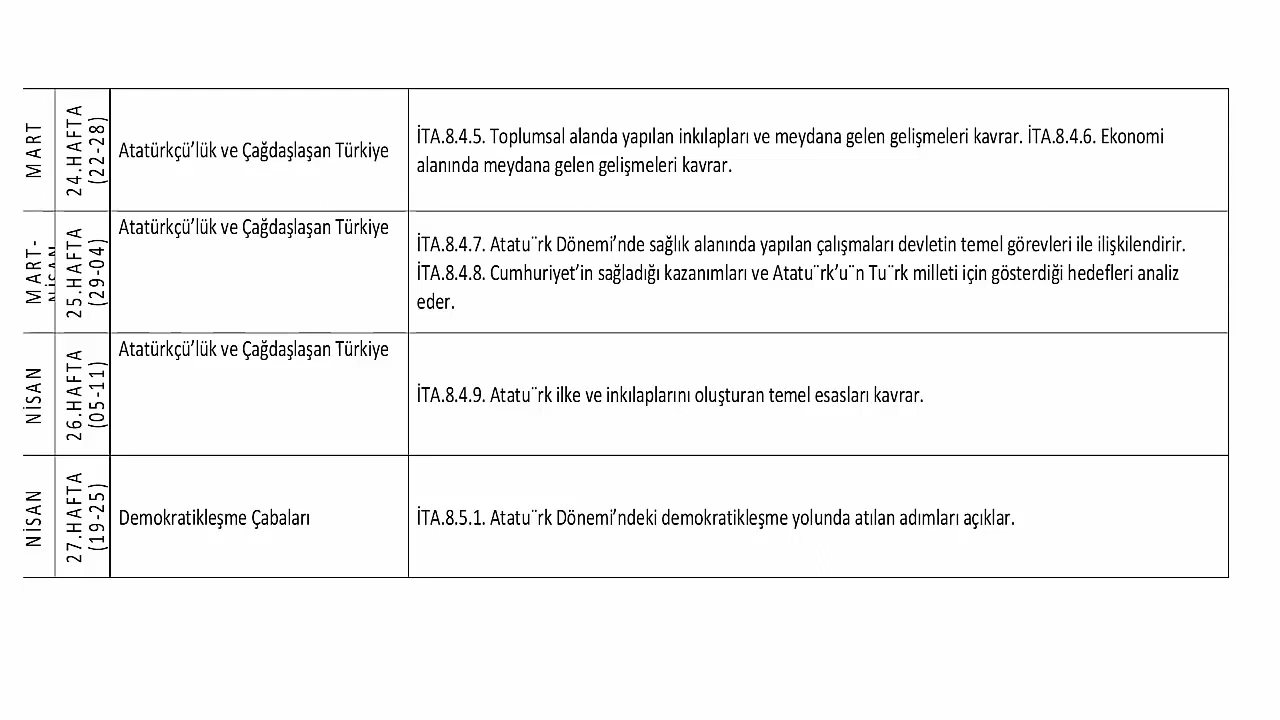 MART
24.HAFTA
(22-28)
Atatürkçü’lük ve Çağdaşlaşan Türkiye
İTA.8.4.5. Toplumsal alanda yapılan inkılapları ve meydana gelen gelişmeleri kavrar. İTA.8.4.6. Ekonomi
alanında meydana gelen gelişmeleri kavrar.
MART-
NİSAN
25.HAFTA
(29-04)
Atatürkçü’lük ve Çağdaşlaşan Türkiye
İTA.8.4.7. Atatu¨rk Dönemi’nde sağlık alanında yapılan çalışmaları devletin temel görevleri ile ilişkilendirir.
İTA.8.4.8. Cumhuriyet’in sağladığı kazanımları ve Atatu¨rk’u¨n Tu¨rk milleti için gösterdiği hedefleri analiz
eder.
NİSAN
26.HAFTA
(05-11)
Atatürkçü’lük ve Çağdaşlaşan Türkiye
İTA.8.4.9. Atatu¨rk ilke ve inkılaplarını oluşturan temel esasları kavrar.
NİSAN
27.HAFTA
(19-25)
Demokratikleşme Çabaları
İTA.8.5.1. Atatu¨rk Dönemi’ndeki demokratikleşme yolunda atılan adımları açıklar.